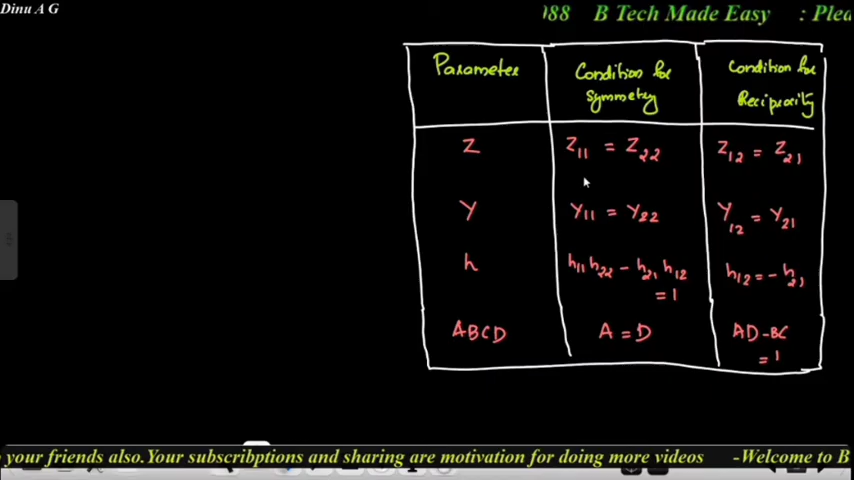 Dinu A G
988 B Tech Made Easy : Plea
Parameter
Condition for
Symmetry
Condition for
Reciprocity
Z
Z11 = Z22
Z12 = Z21
Y
Y11 = Y22
Y12 = Y21
h
h11 h22 - h21 h12
= 1
h12 = - h21
ABCD
A = D
AD - BC
= 1
your friends also.Your subscribptions and sharing are motivation for doing more videos -Welcome to B